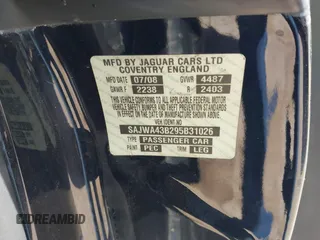 MFD BY JAGUAR CARS LTD
COVENTRY ENGLAND
MFD DATE 07/08 GVWR 4487
GAWR F 2238 R 2403
THIS VEHICLE CONFORMS TO ALL APPLICABLE FEDERAL MOTOR
VEHICLE SAFETY BUMPER AND THEFT PREVENTION STANDARDS
IN EFFECT ON THE DATE OF MANUFACTURE SHOWN ABOVE
VEH.IDENT.NO
SAJWA43B295B31026
TYPE PASSENGER CAR
PAINT PEC TRIM LEG
DREAMBID